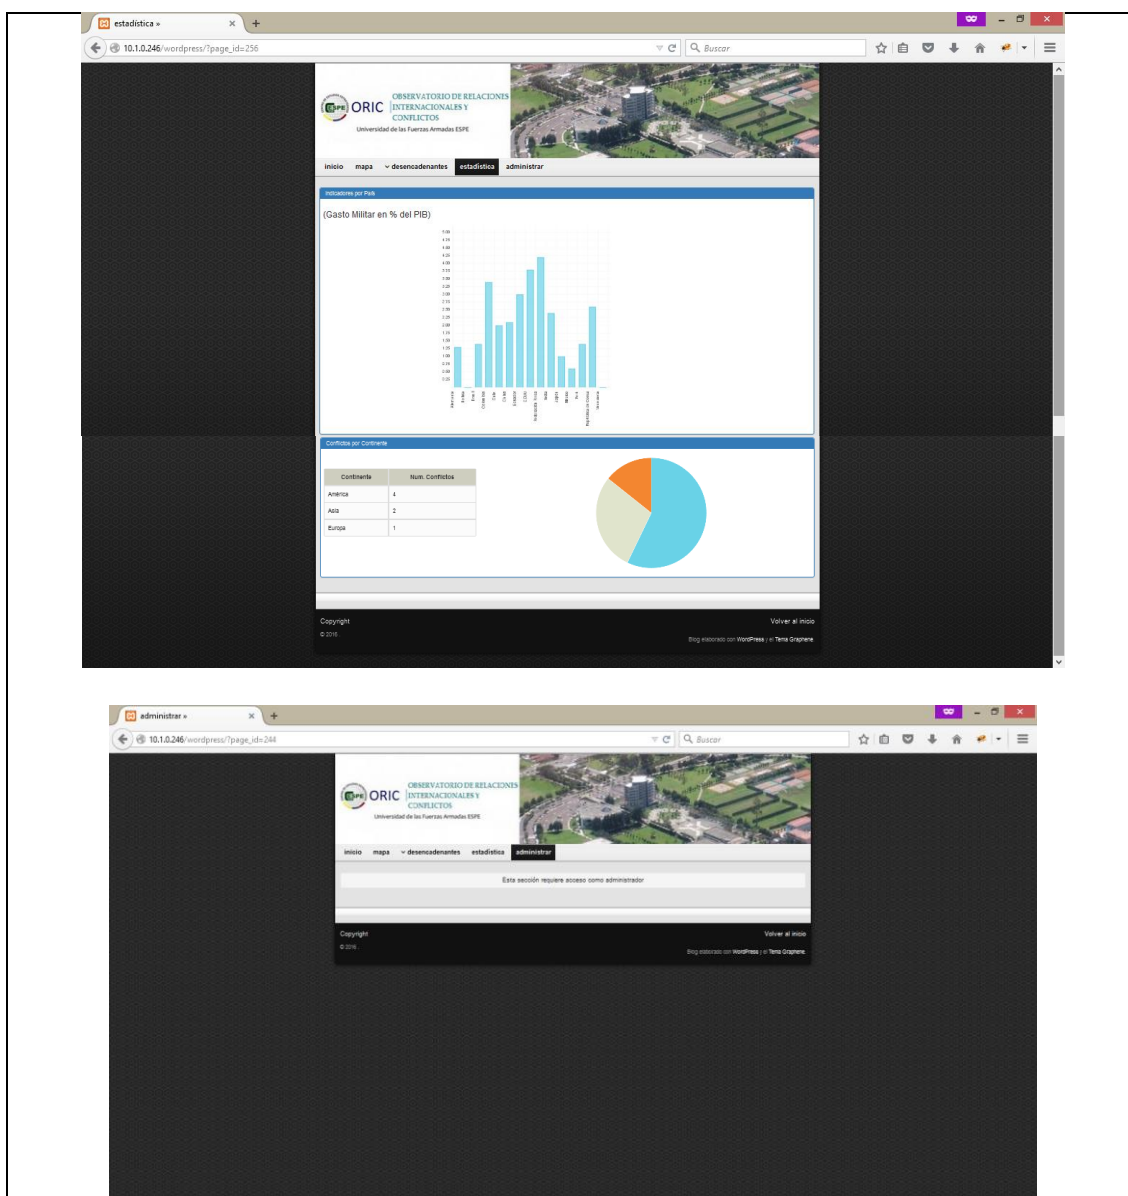 estadística »
10.1.0.246/wordpress/?page_id=256
Buscar
ESPE ORIC
OBSERVATORIO DE RELACIONES
INTERNACIONALES Y
CONFLICTOS
Universidad de las Fuerzas Armadas ESPE
inicio mapa desencadenantes estadística administrar
Indicadores por País
(Gasto Militar en % del PIB)
Conflictos por Continente
Continente Num. Conflictos
América 4
Asia 2
Europa 1
Copyright Volver al inicio
© 2016. Blog elaborado con WordPress y el Tema Graphene.
administrar »
10.1.0.246/wordpress/?page_id=244
Buscar
ESPE ORIC
OBSERVATORIO DE RELACIONES
INTERNACIONALES Y
CONFLICTOS
Universidad de las Fuerzas Armadas ESPE
inicio mapa desencadenantes estadística administrar
Esta sección requiere acceso como administrador
Copyright Volver al inicio
© 2016. Blog elaborado con WordPress y el Tema Graphene.